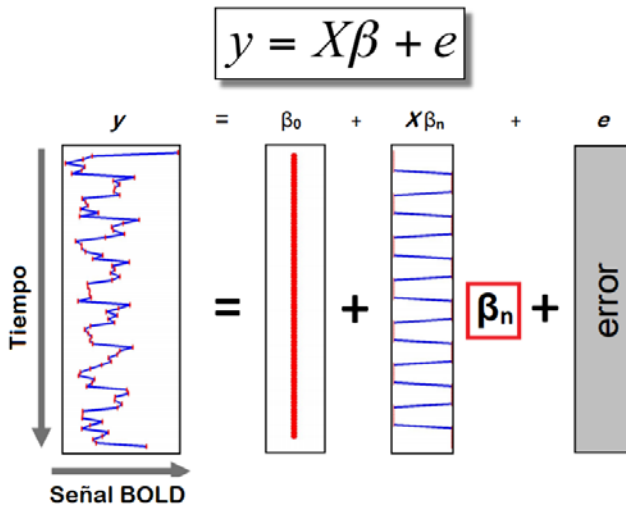 y = Xβ + e
y = β₀ + Xβₙ + e
Tiempo
= + βₙ + error
Señal BOLD